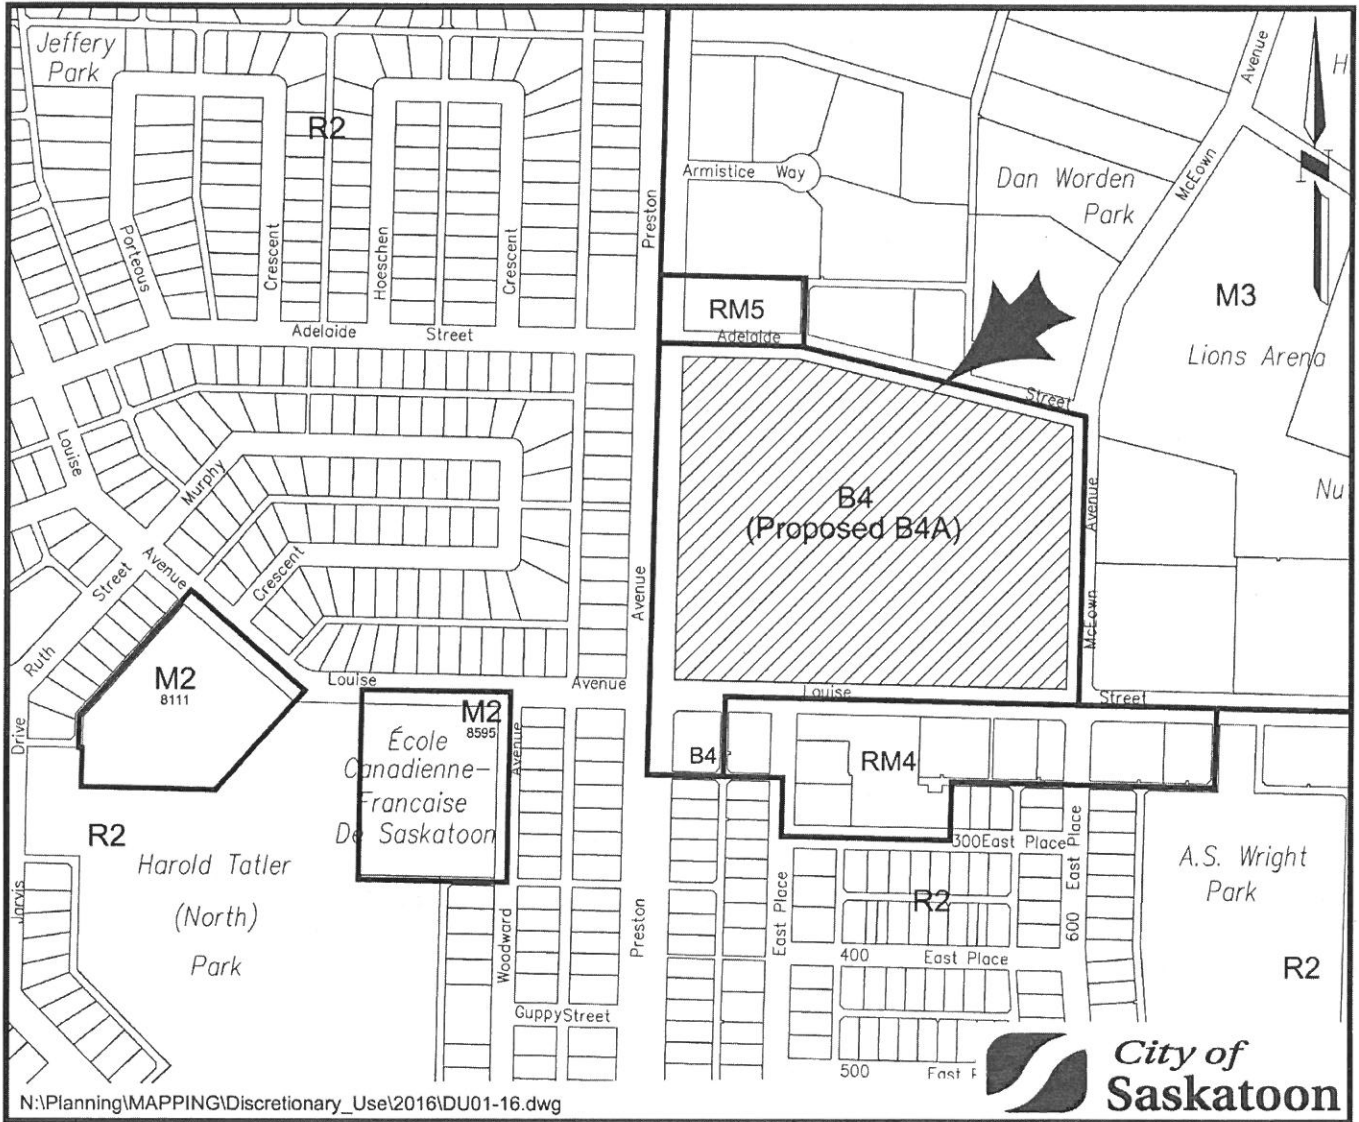 Jeffery
Park
R2
Porteous
Crescent
Hoeschen
Crescent
Preston
Adelaide Street
Armistice Way
Dan Worden
Park
McEown
Avenue
H
M3
Lions Arena
RM5
Adelaide
Street
Nu
B4
(Proposed B4A)
Avenue
McEown
Louise
Murphy
Crescent
Avenue
Street
Ruth
Drive
M2
8111
Louise
Avenue
Avenue
Avenue
Louise
Street
M2
8595
École
Canadienne-
Francaise
De Saskatoon
Avenue
B4
RM4
R2
Harold Tatler
(North)
Park
Jarvis
Woodward
Preston
Guppy Street
East Place
300 East Place
600 East Place
R2
400 East Place
500 East P
A.S. Wright
Park
R2
N:\Planning\MAPPING\Discretionary_Use\2016\DU01-16.dwg
City of
Saskatoon